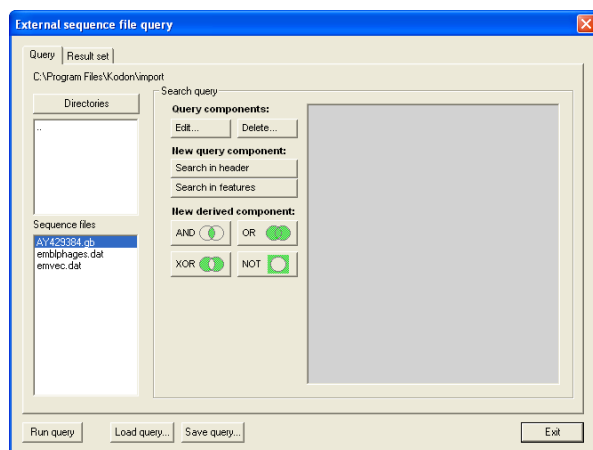 External sequence file query
Query
Result set
C:\Program Files\Kodon\import
Directories
..
Sequence files
AY429384.gb
emblphages.dat
emvec.dat
Search query
Query components:
Edit...
Delete...
New query component:
Search in header
Search in features
New derived component:
AND
OR
XOR
NOT
Run query
Load query...
Save query...
Exit